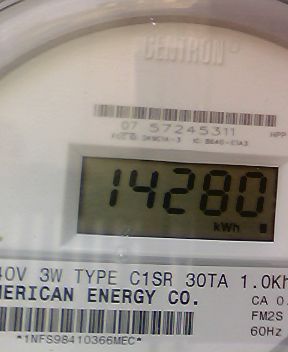 CENTRON®
07 57245311
HPP
14280
kWh
40V 3W TYPE C1SR 30TA 1.0Kh
MERICAN ENERGY CO.
CA 0.
FM2S
60Hz
*1NFS98410366MEC*